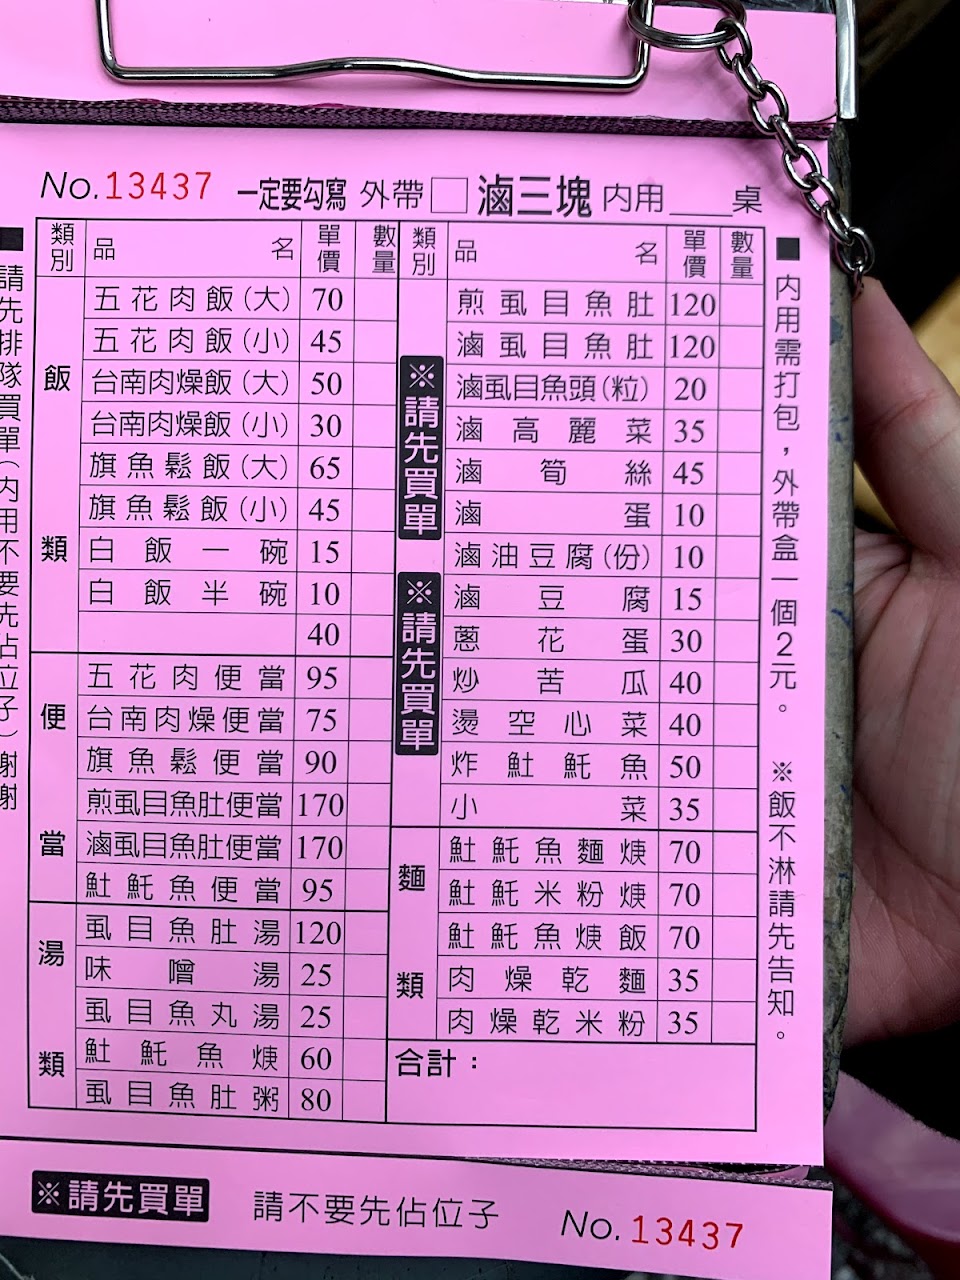 No.13437 一定要勾寫 外帶□ 滷三塊 內用____桌
■請先排隊買單(內用不要先佔位子)謝謝
類別 品名 單價 數量
飯類
五花肉飯(大) 70
五花肉飯(小) 45
台南肉燥飯(大) 50
台南肉燥飯(小) 30
旗魚鬆飯(大) 65
旗魚鬆飯(小) 45
白飯一碗 15
白飯半碗 10
40
便當
五花肉便當 95
台南肉燥便當 75
旗魚鬆便當 90
煎虱目魚肚便當 170
滷虱目魚肚便當 170
魟魠魚便當 95
湯類
虱目魚肚湯 120
味噌湯 25
虱目魚丸湯 25
魟魠魚焿 60
虱目魚肚粥 80
類別 品名 單價 數量
※請先買單
※請先買單
煎虱目魚肚 120
滷虱目魚肚 120
滷虱目魚頭(粒) 20
滷高麗菜 35
滷筍絲 45
滷蛋 10
滷油豆腐(份) 10
滷豆腐 15
蔥花蛋 30
炒苦瓜 40
燙空心菜 40
炸魟魠魚 50
小菜 35
麵類
魟魠魚麵焿 70
魟魠米粉焿 70
魟魠魚焿飯 70
肉燥乾麵 35
肉燥乾米粉 35
合計：
■內用需打包，外帶盒一個2元。 ※飯不淋請先告知。
※請先買單 請不要先佔位子 No.13437